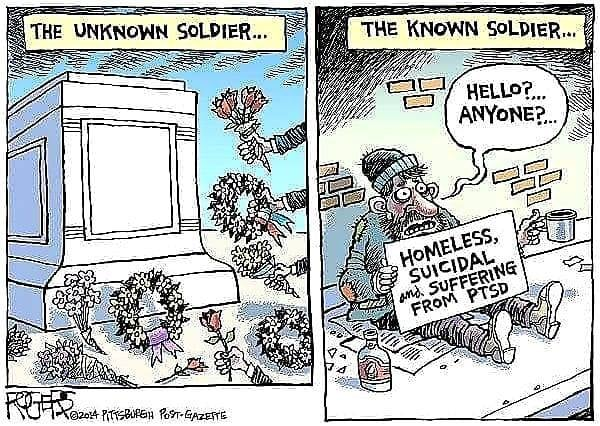 THE UNKNOWN SOLDIER...
THE KNOWN SOLDIER...
HELLO?...
ANYONE?...
HOMELESS,
SUICIDAL
and SUFFERING
FROM PTSD
ROGERS ©2014 PITTSBURGH POST-GAZETTE